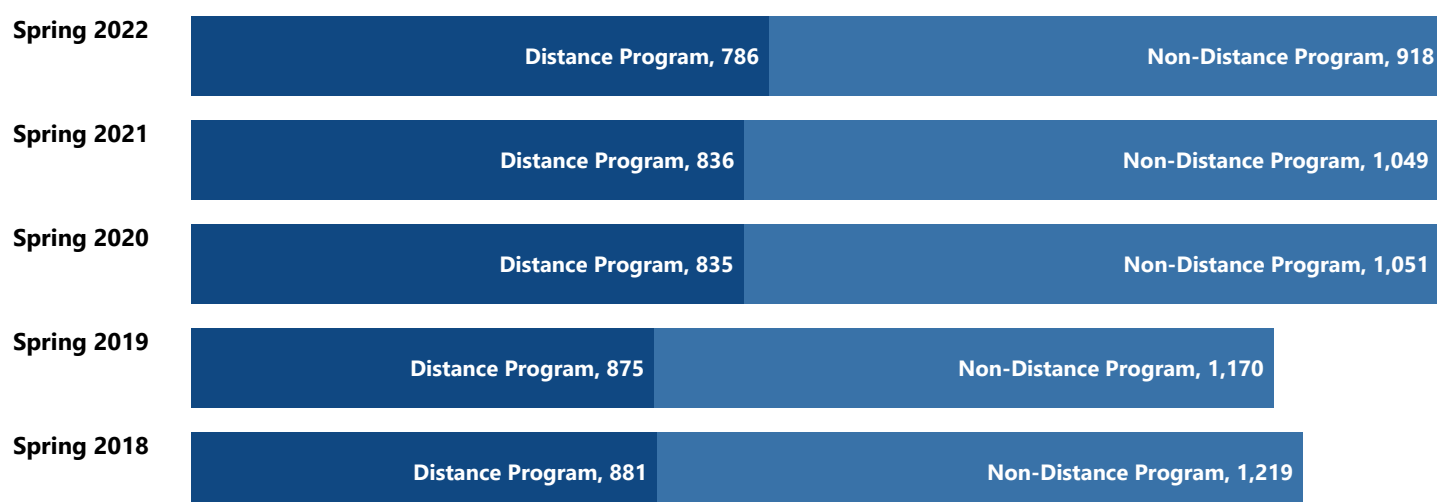 Spring 2022
Distance Program, 786 Non-Distance Program, 918
Spring 2021
Distance Program, 836 Non-Distance Program, 1,049
Spring 2020
Distance Program, 835 Non-Distance Program, 1,051
Spring 2019
Distance Program, 875 Non-Distance Program, 1,170
Spring 2018
Distance Program, 881 Non-Distance Program, 1,219